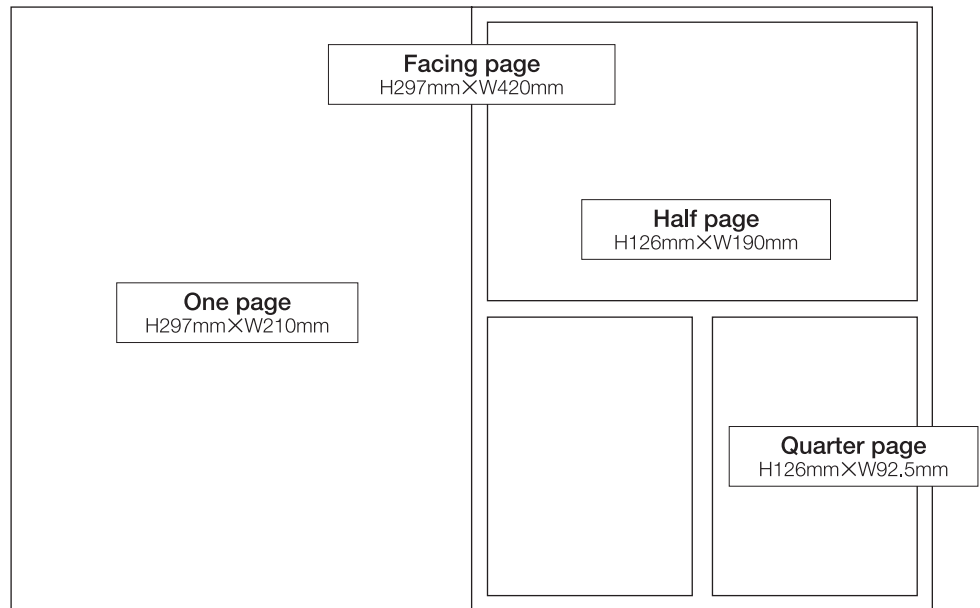 Facing page
H297mm×W420mm
Half page
H126mm×W190mm
One page
H297mm×W210mm
Quarter page
H126mm×W92.5mm